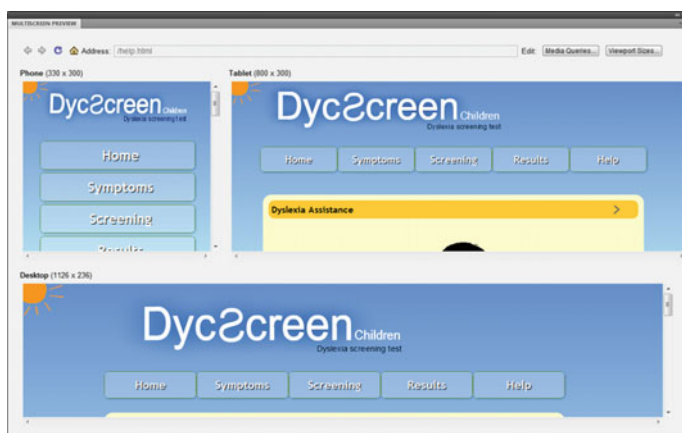 MULTISCREEN PREVIEW
Address: /help.html Edit: Media Queries... Viewport Sizes...
Phone (330 x 300)
DycScreen Children
Dyslexia screening test
Home
Symptoms
Screening
Results
Tablet (800 x 300)
DycScreen Children
Dyslexia screening test
Home Symptoms Screening Results Help
Dyslexia Assistance
Desktop (1126 x 236)
DycScreen Children
Dyslexia screening test
Home Symptoms Screening Results Help